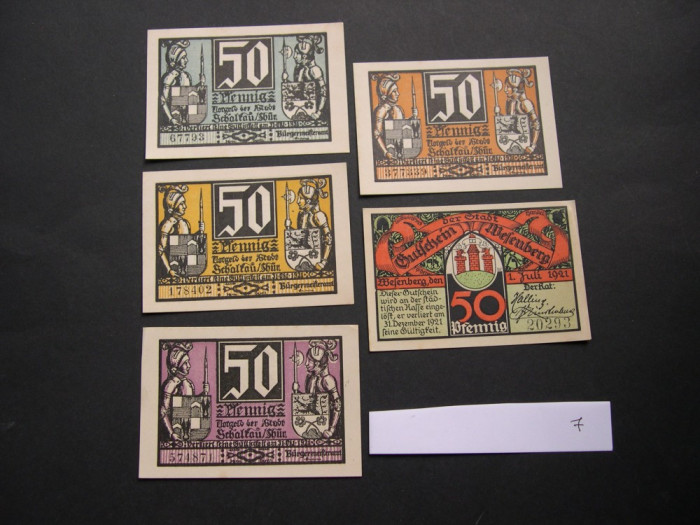 50
Pfennig
Notgeld der Stadt
Schalkau/Thür.
67793
Bürgermeister
50
Pfennig
Notgeld der Stadt
Schalkau/Thür.
50
Pfennig
Notgeld der Stadt
Schalkau/Thür.
178402
Bürgermeister
Gutschein der Stadt Wesenberg
Wesenberg den 1. Juli 1921
Dieser Gutschein
wird an der städ-
tischen Kasse einge-
löst, er verliert am
31. Dezember 1921
seine Gültigkeit.
50
Pfennig
Der Rat:
20293
50
Pfennig
Notgeld der Stadt
Schalkau/Thür.
57487
7